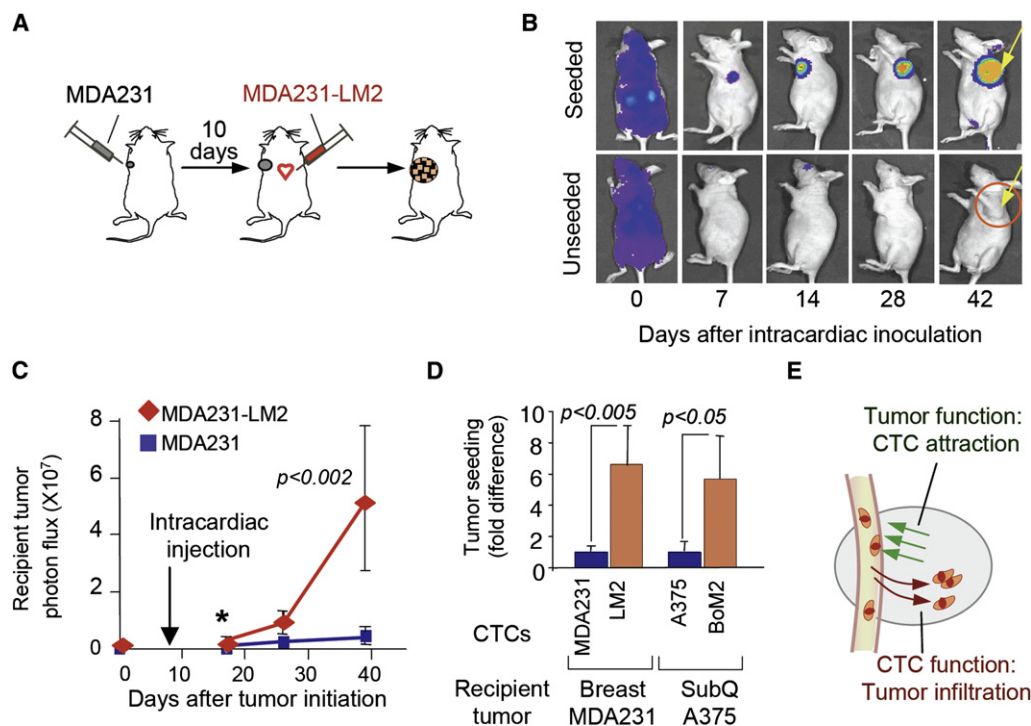 A
MDA231
MDA231-LM2
10
days
B
Seeded
Unseeded
0 7 14 28 42
Days after intracardiac inoculation
C
MDA231-LM2
MDA231
Recipient tumor
photon flux (X10⁷)
8
6
4
2
0
p<0.002
Intracardiac
injection
*
0 10 20 30 40
Days after tumor initiation
D
Tumor seeding
(fold difference)
10
8
6
4
2
0
p<0.005
p<0.05
CTCs
MDA231
LM2
A375
BoM2
Recipient
tumor
Breast
MDA231
SubQ
A375
E
Tumor function:
CTC attraction
CTC function:
Tumor infiltration